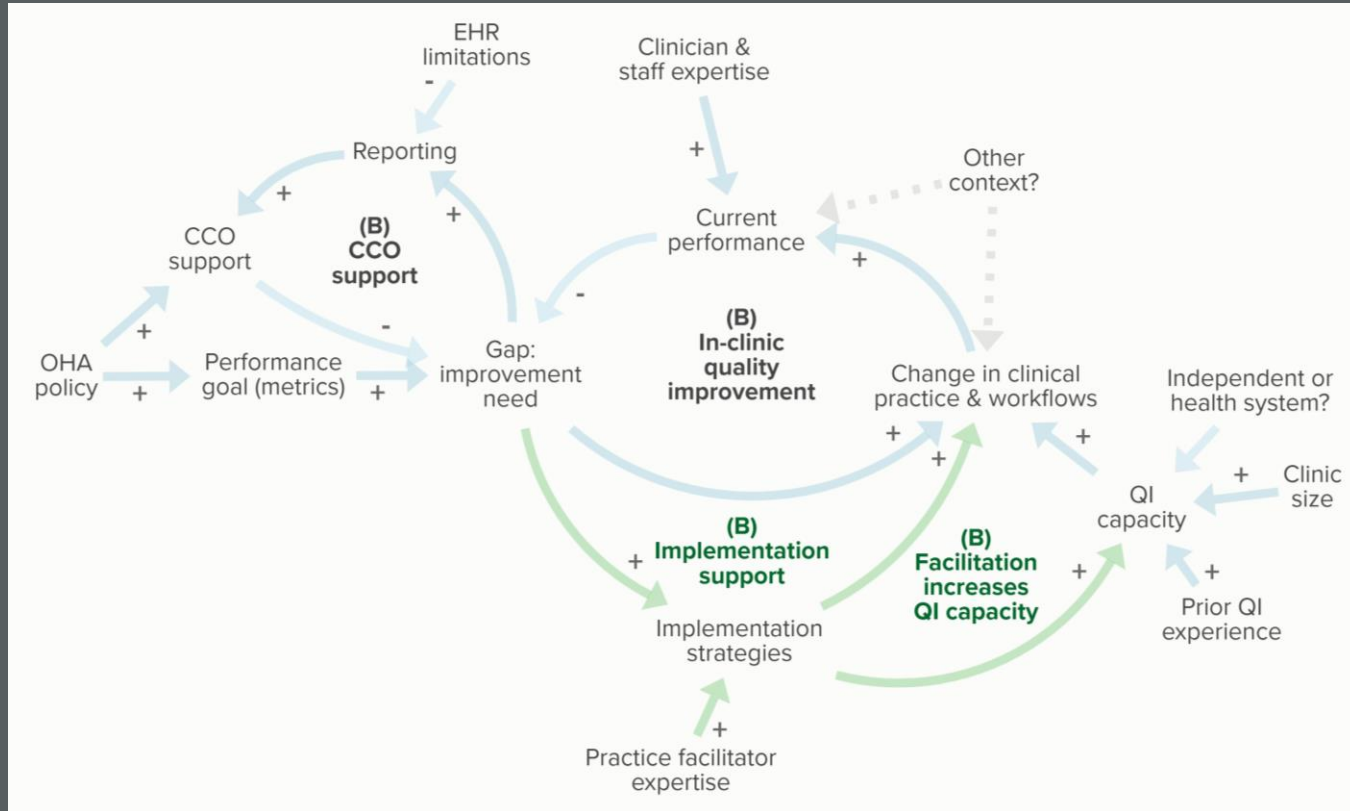 EHR
limitations
-
Clinician &
staff expertise
+
Reporting
+
+
Other
context?
Current
performance
+
-
CCO
support
(B)
CCO
support
-
+
OHA
policy
+
Performance
goal (metrics)
+
Gap:
improvement
need
(B)
In-clinic
quality
improvement
Change in clinical
practice & workflows
+
+
+
Independent or
health system?
+
Clinic
size
QI
capacity
+
Prior QI
experience
(B)
Implementation
support
+
(B)
Facilitation
increases
QI capacity
+
Implementation
strategies
+
Practice facilitator
expertise